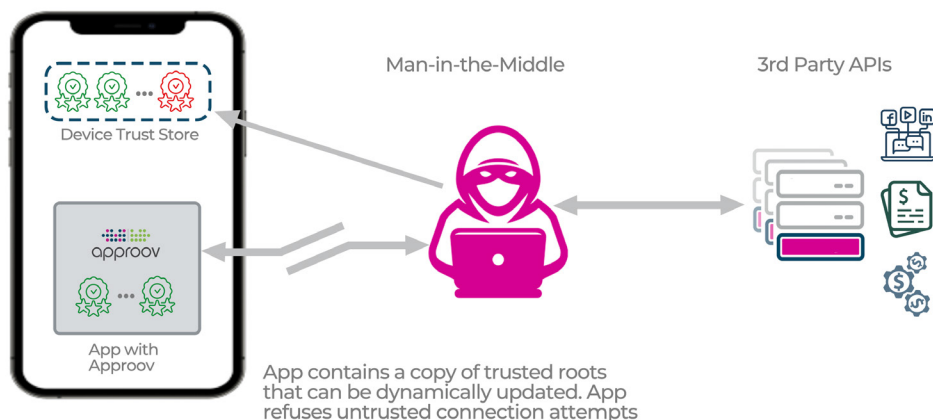 Man-in-the-Middle
3rd Party APIs
Device Trust Store
approov
App with
Approov
App contains a copy of trusted roots
that can be dynamically updated. App
refuses untrusted connection attempts
f
in
$
$
$
$